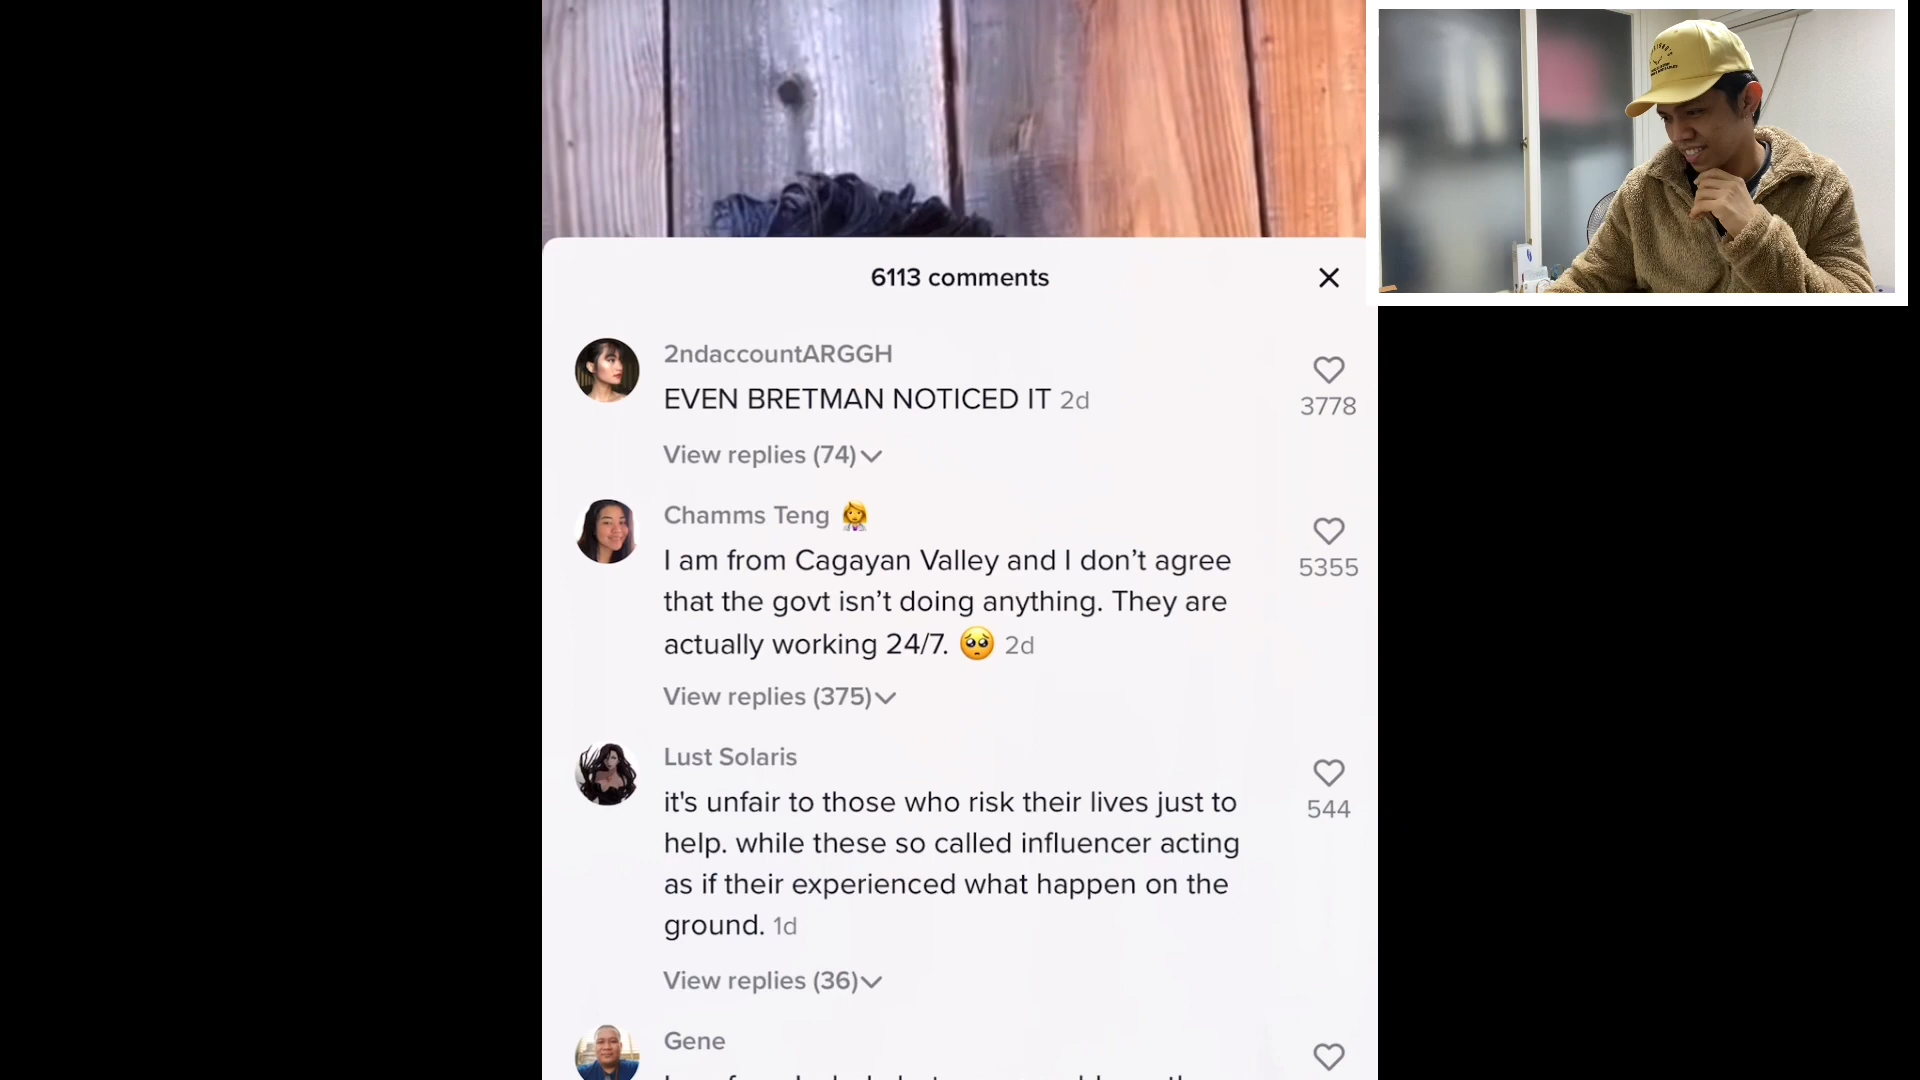 6113 comments
2ndaccountARGGH
EVEN BRETMAN NOTICED IT 2d
3778
View replies (74)
Chamms Teng 👩‍⚕️
I am from Cagayan Valley and I don’t agree
that the govt isn’t doing anything. They are
actually working 24/7. 🥺 2d
5355
View replies (375)
Lust Solaris
it's unfair to those who risk their lives just to
help. while these so called influencer acting
as if their experienced what happen on the
ground. 1d
544
View replies (36)
Gene